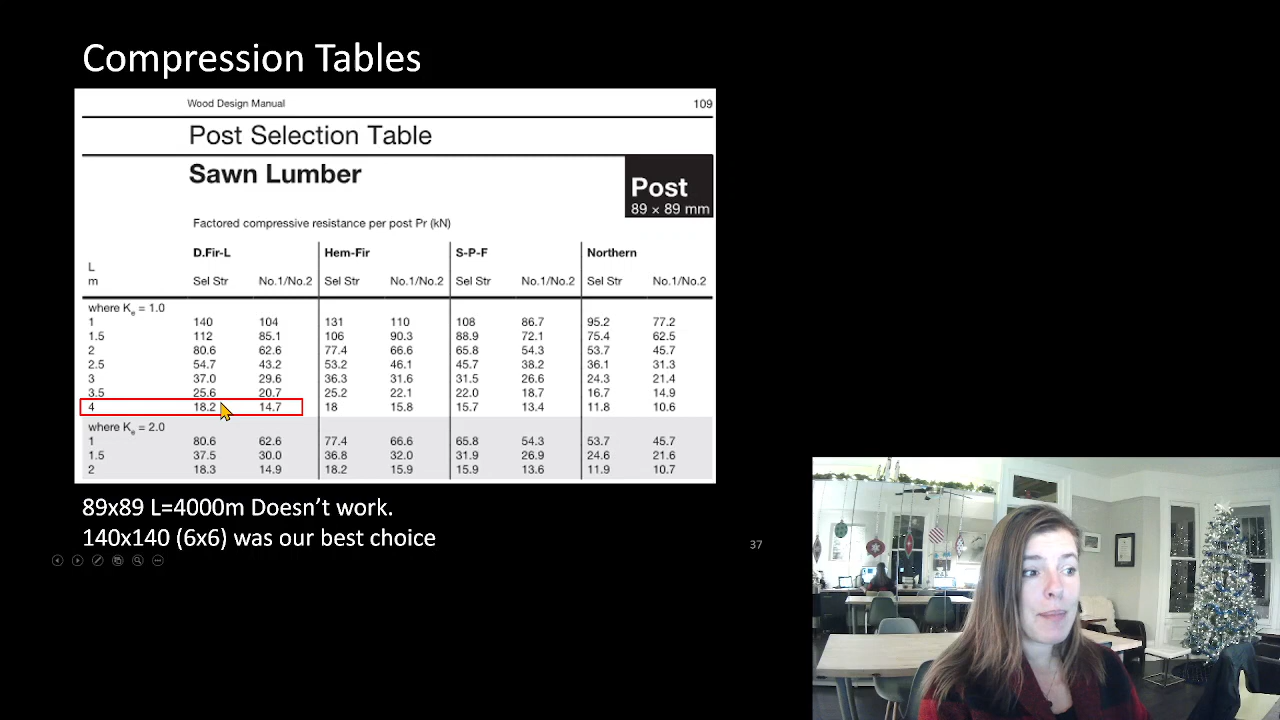 Compression Tables
Wood Design Manual 109
Post Selection Table
Sawn Lumber
Post
89 × 89 mm
Factored compressive resistance per post Pr (kN)
D.Fir-L Hem-Fir S-P-F Northern
L
m Sel Str No.1/No.2 Sel Str No.1/No.2 Sel Str No.1/No.2 Sel Str No.1/No.2
where Ke = 1.0
1 140 104 131 110 108 86.7 95.2 77.2
1.5 112 85.1 106 90.3 88.9 72.1 75.4 62.5
2 80.6 62.6 77.4 66.6 65.8 54.3 53.7 45.7
2.5 54.7 43.2 53.2 46.1 45.7 38.2 36.1 31.3
3 37.0 29.6 36.3 31.6 31.5 26.6 24.3 21.4
3.5 25.6 20.7 25.2 22.1 22.0 18.7 16.7 14.9
4 18.2 14.7 18 15.8 15.7 13.4 11.8 10.6
where Ke = 2.0
1 80.6 62.6 77.4 66.6 65.8 54.3 53.7 45.7
1.5 37.5 30.0 36.8 32.0 31.9 26.9 24.6 21.6
2 18.3 14.9 18.2 15.9 15.9 13.6 11.9 10.7
89x89 L=4000m Doesn't work.
140x140 (6x6) was our best choice
37